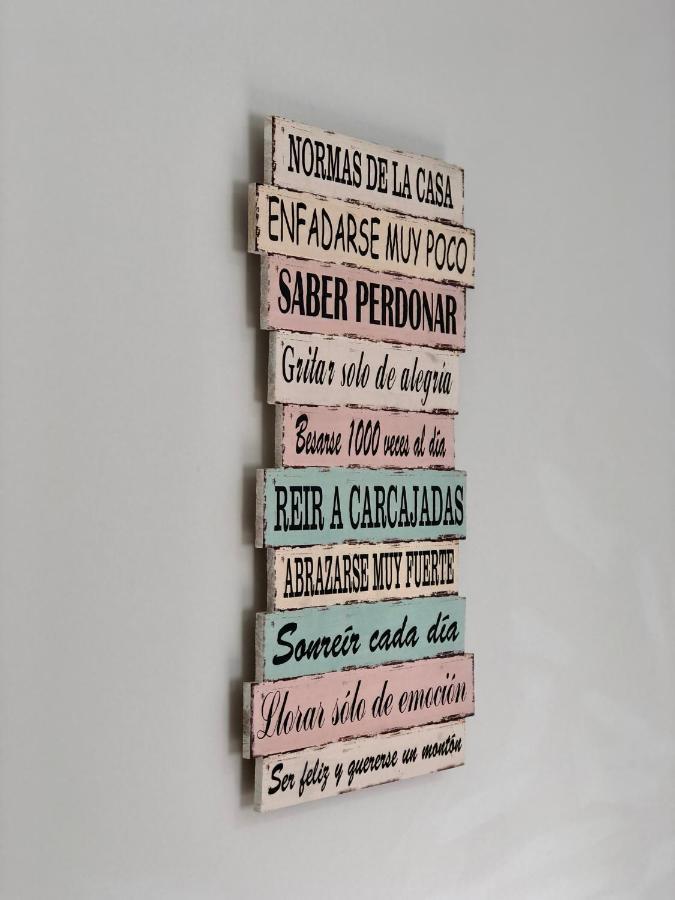 NORMAS DE LA CASA
ENFADARSE MUY POCO
SABER PERDONAR
Gritar solo de alegría
Besarse 1000 veces al día
REIR A CARCAJADAS
ABRAZARSE MUY FUERTE
Sonreír cada día
Llorar sólo de emoción
Ser feliz y quererse un montón